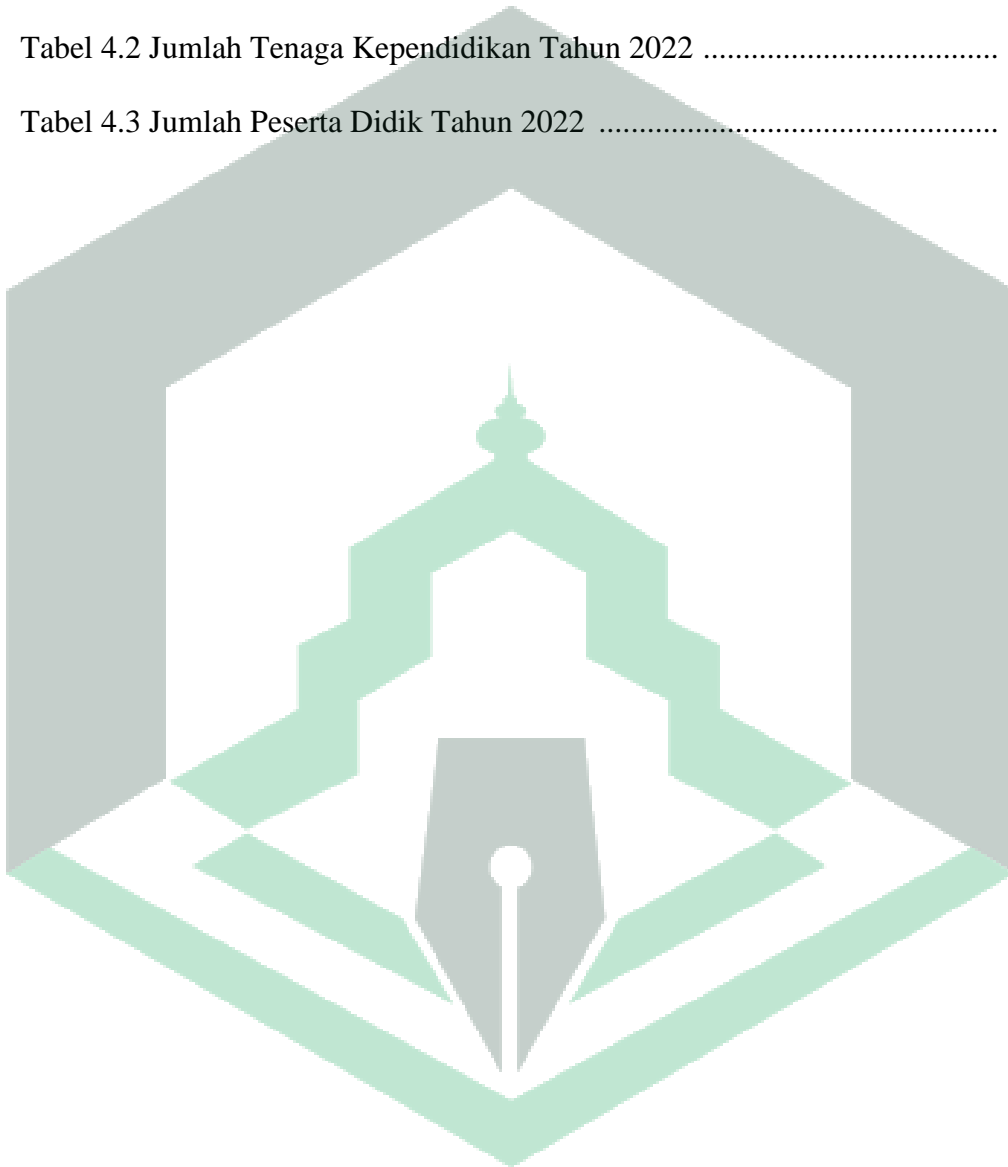 Tabel 4.2 Jumlah Tenaga Kependidikan Tahun 2022 .....................................
Tabel 4.3 Jumlah Peserta Didik Tahun 2022 ..................................................